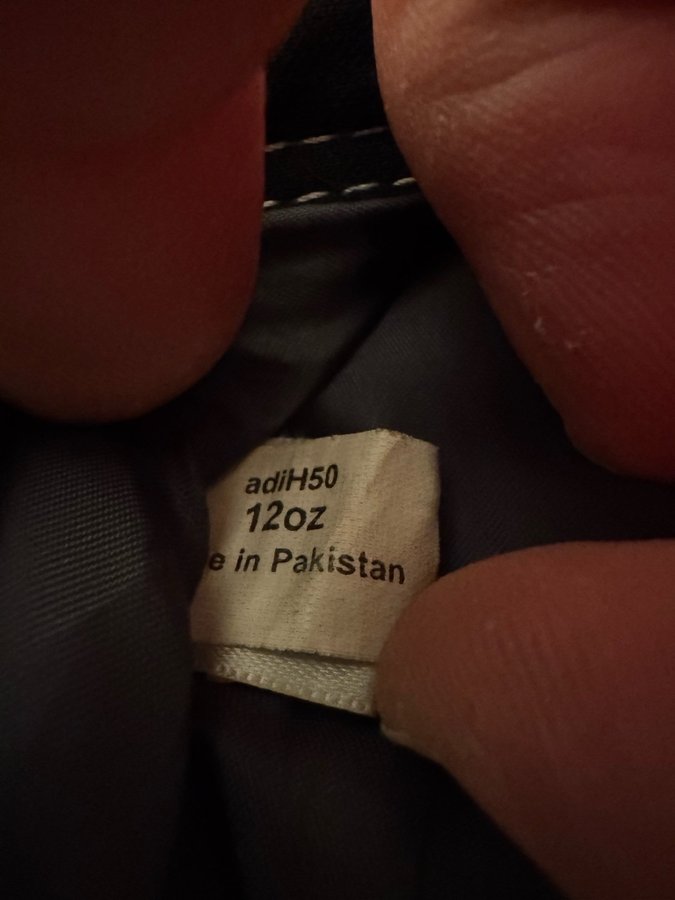 adiH50
12oz
e in Pakistan